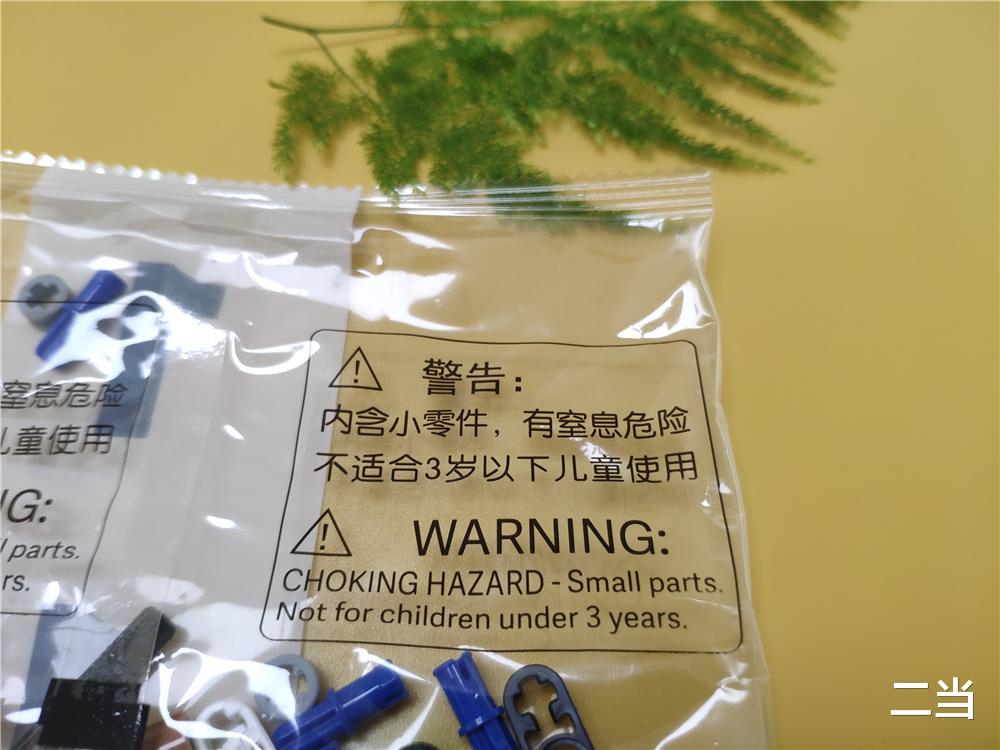 警告：
内含小零件，有窒息危险
不适合3岁以下儿童使用
WARNING:
CHOKING HAZARD - Small parts.
Not for children under 3 years.
窒息危险
儿童使用
G:
parts.
rs.
二当